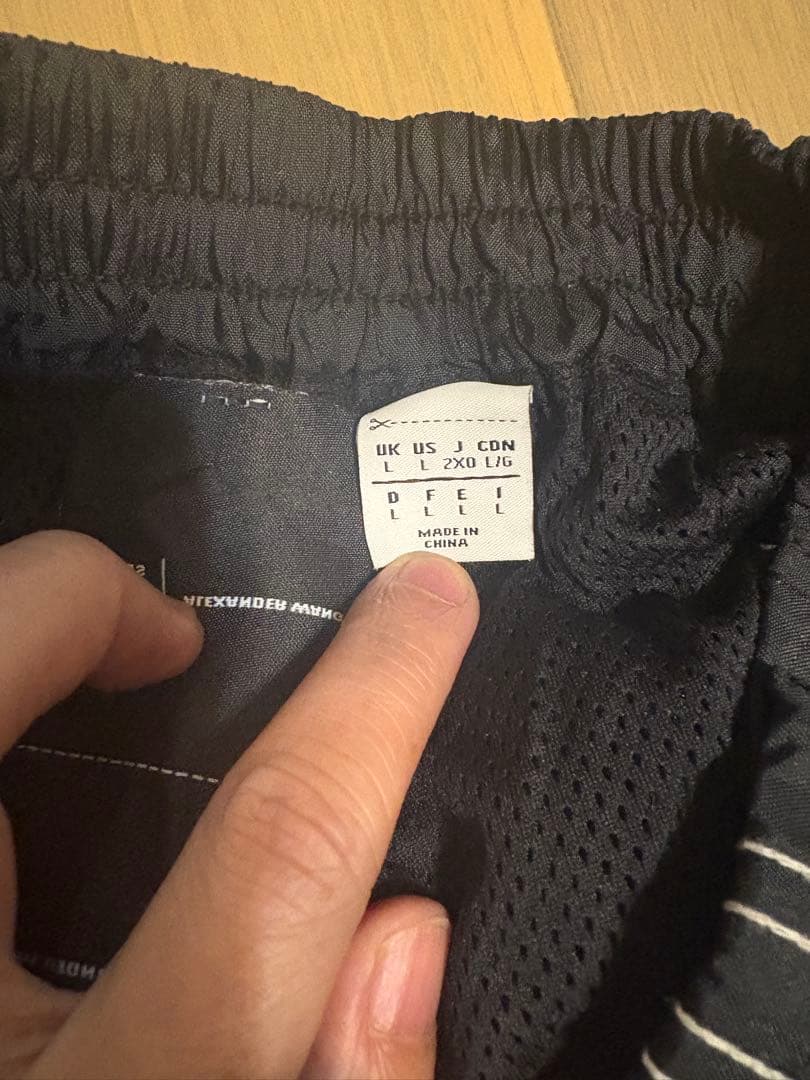 UK US J CDN
L L 2XO L/G
D F E I
L L L L
MADE IN
CHINA
ALEXANDER WANG